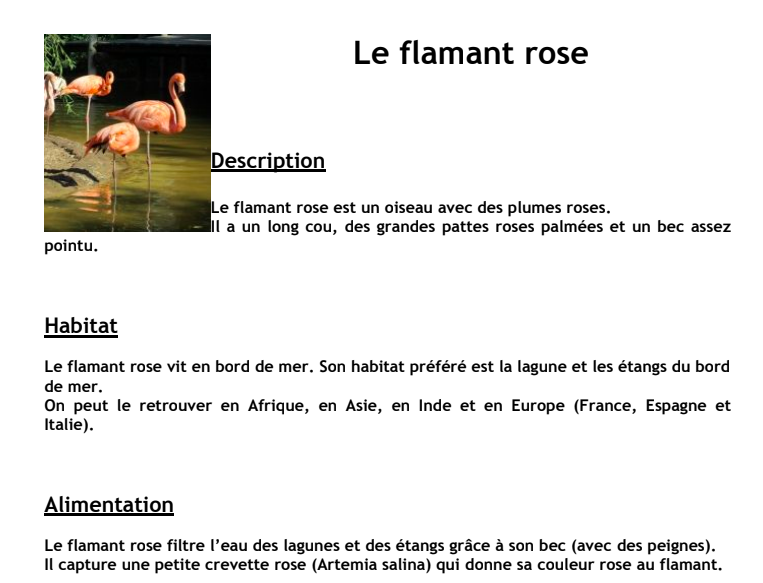 Le flamant rose
Description
Le flamant rose est un oiseau avec des plumes roses.
Il a un long cou, des grandes pattes roses palmées et un bec assez
pointu.
Habitat
Le flamant rose vit en bord de mer. Son habitat préféré est la lagune et les étangs du bord
de mer.
On peut le retrouver en Afrique, en Asie, en Inde et en Europe (France, Espagne et
Italie).
Alimentation
Le flamant rose filtre l’eau des lagunes et des étangs grâce à son bec (avec des peignes).
Il capture une petite crevette rose (Artemia salina) qui donne sa couleur rose au flamant.